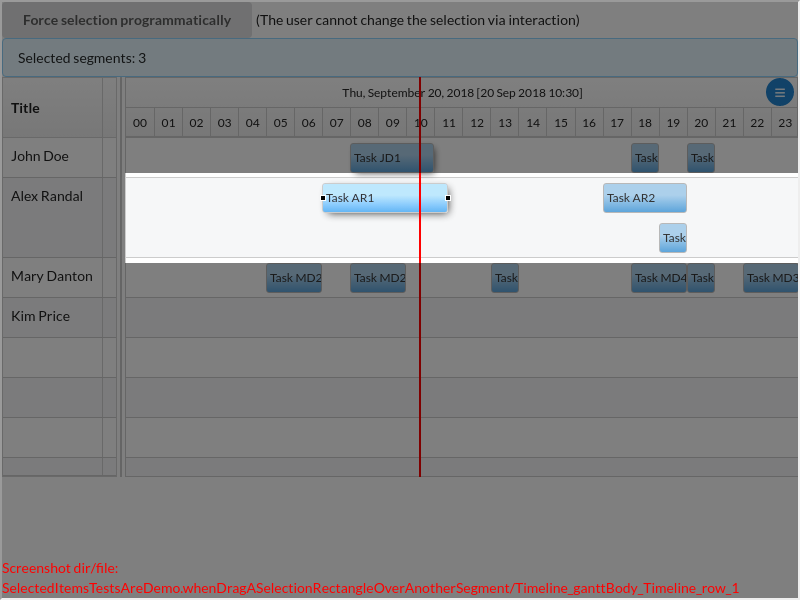 Force selection programmatically (The user cannot change the selection via interaction)
Selected segments: 3
Title
Thu, September 20, 2018 [20 Sep 2018 10:30]
00 01 02 03 04 05 06 07 08 09 10 11 12 13 14 15 16 17 18 19 20 21 22 23
John Doe
Task JD1 Task Task
Alex Randal
Task AR1 Task AR2
Task
Mary Danton
Task MD2 Task MD2 Task Task MD4 Task Task MD3
Kim Price
Screenshot dir/file:
SelectedItemsTestsAreDemo.whenDragASelectionRectangleOverAnotherSegment/Timeline_ganttBody_Timeline_row_1